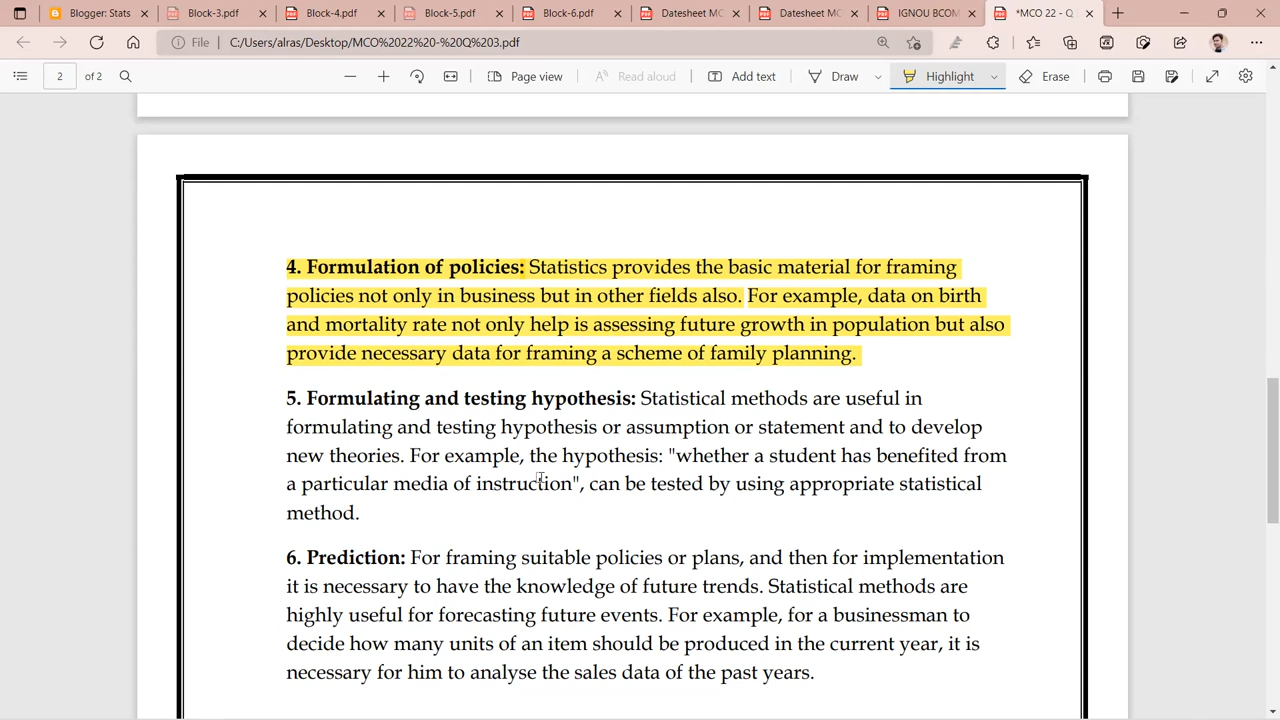 Blogger: Stats
Block-3.pdf
Block-4.pdf
Block-5.pdf
Block-6.pdf
Datesheet MC
Datesheet MC
IGNOU BCOM
*MCO 22 - Q
File
C:/Users/alras/Desktop/MCO%2022%20-%20Q%203.pdf
2 of 2
Page view
Read aloud
Add text
Draw
Highlight
Erase
4. Formulation of policies: Statistics provides the basic material for framing
policies not only in business but in other fields also. For example, data on birth
and mortality rate not only help is assessing future growth in population but also
provide necessary data for framing a scheme of family planning.
5. Formulating and testing hypothesis: Statistical methods are useful in
formulating and testing hypothesis or assumption or statement and to develop
new theories. For example, the hypothesis: "whether a student has benefited from
a particular media of instruction", can be tested by using appropriate statistical
method.
6. Prediction: For framing suitable policies or plans, and then for implementation
it is necessary to have the knowledge of future trends. Statistical methods are
highly useful for forecasting future events. For example, for a businessman to
decide how many units of an item should be produced in the current year, it is
necessary for him to analyse the sales data of the past years.